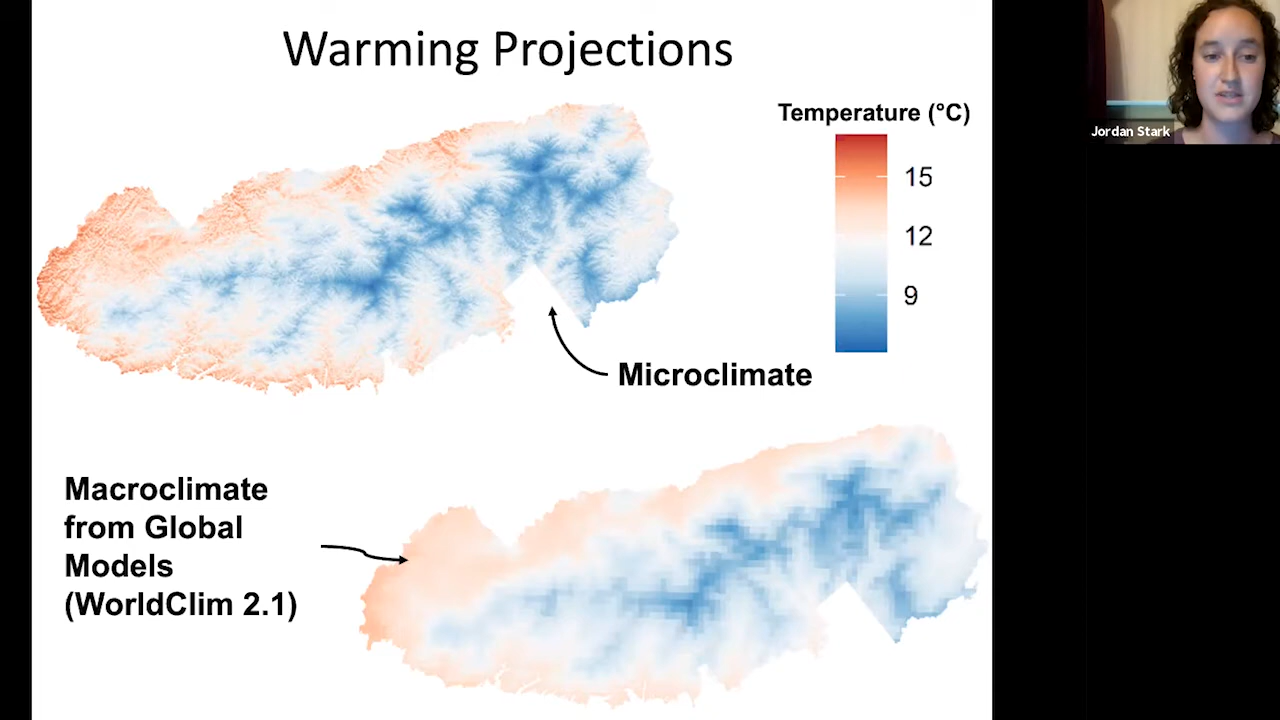 Warming Projections
Temperature (°C)
15
12
9
Microclimate
Macroclimate
from Global
Models
(WorldClim 2.1)
Jordan Stark